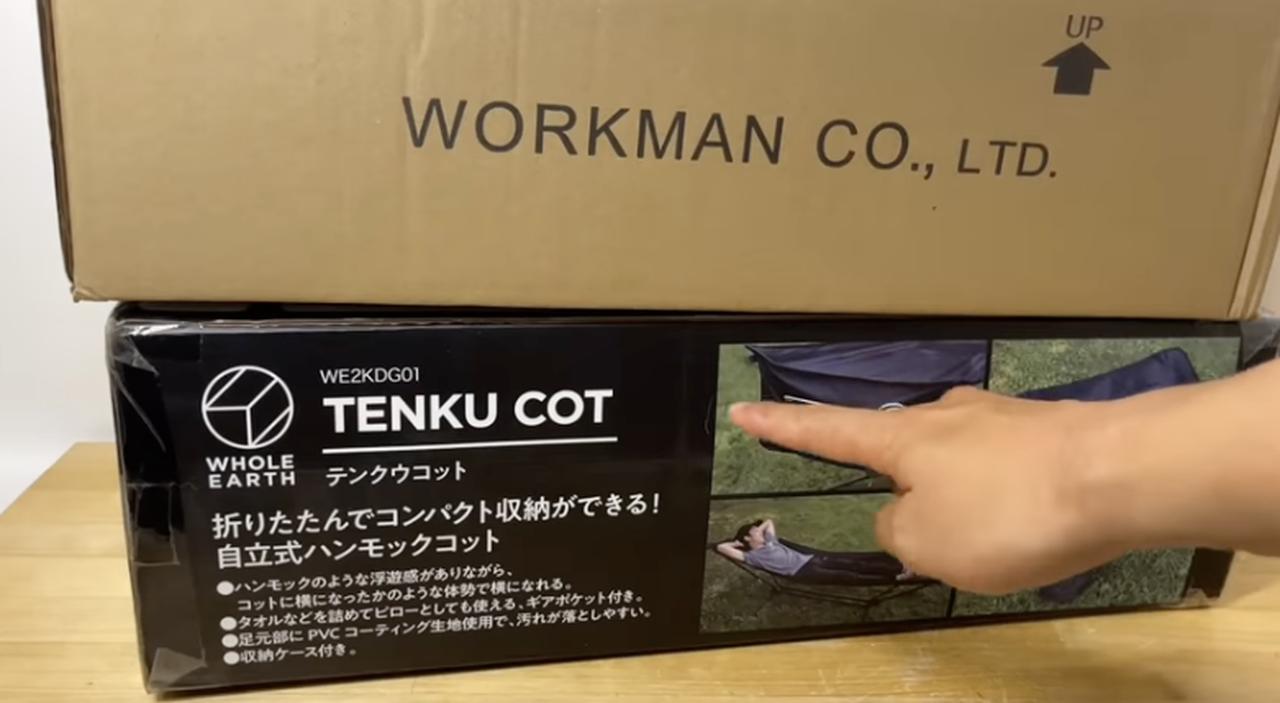 UP
WORKMAN CO., LTD.
WE2KDG01
TENKU COT
WHOLE
EARTH
テンクウコット
折りたたんでコンパクト収納ができる!
自立式ハンモックコット
●ハンモックのような浮遊感がありながら、
コットに横になったかのような体勢で横になれる。
●タオルなどを詰めてピローとしても使える、ギアポケット付き。
●足元部に PVC コーティング生地使用で、汚れが落としやすい。
●収納ケース付き。